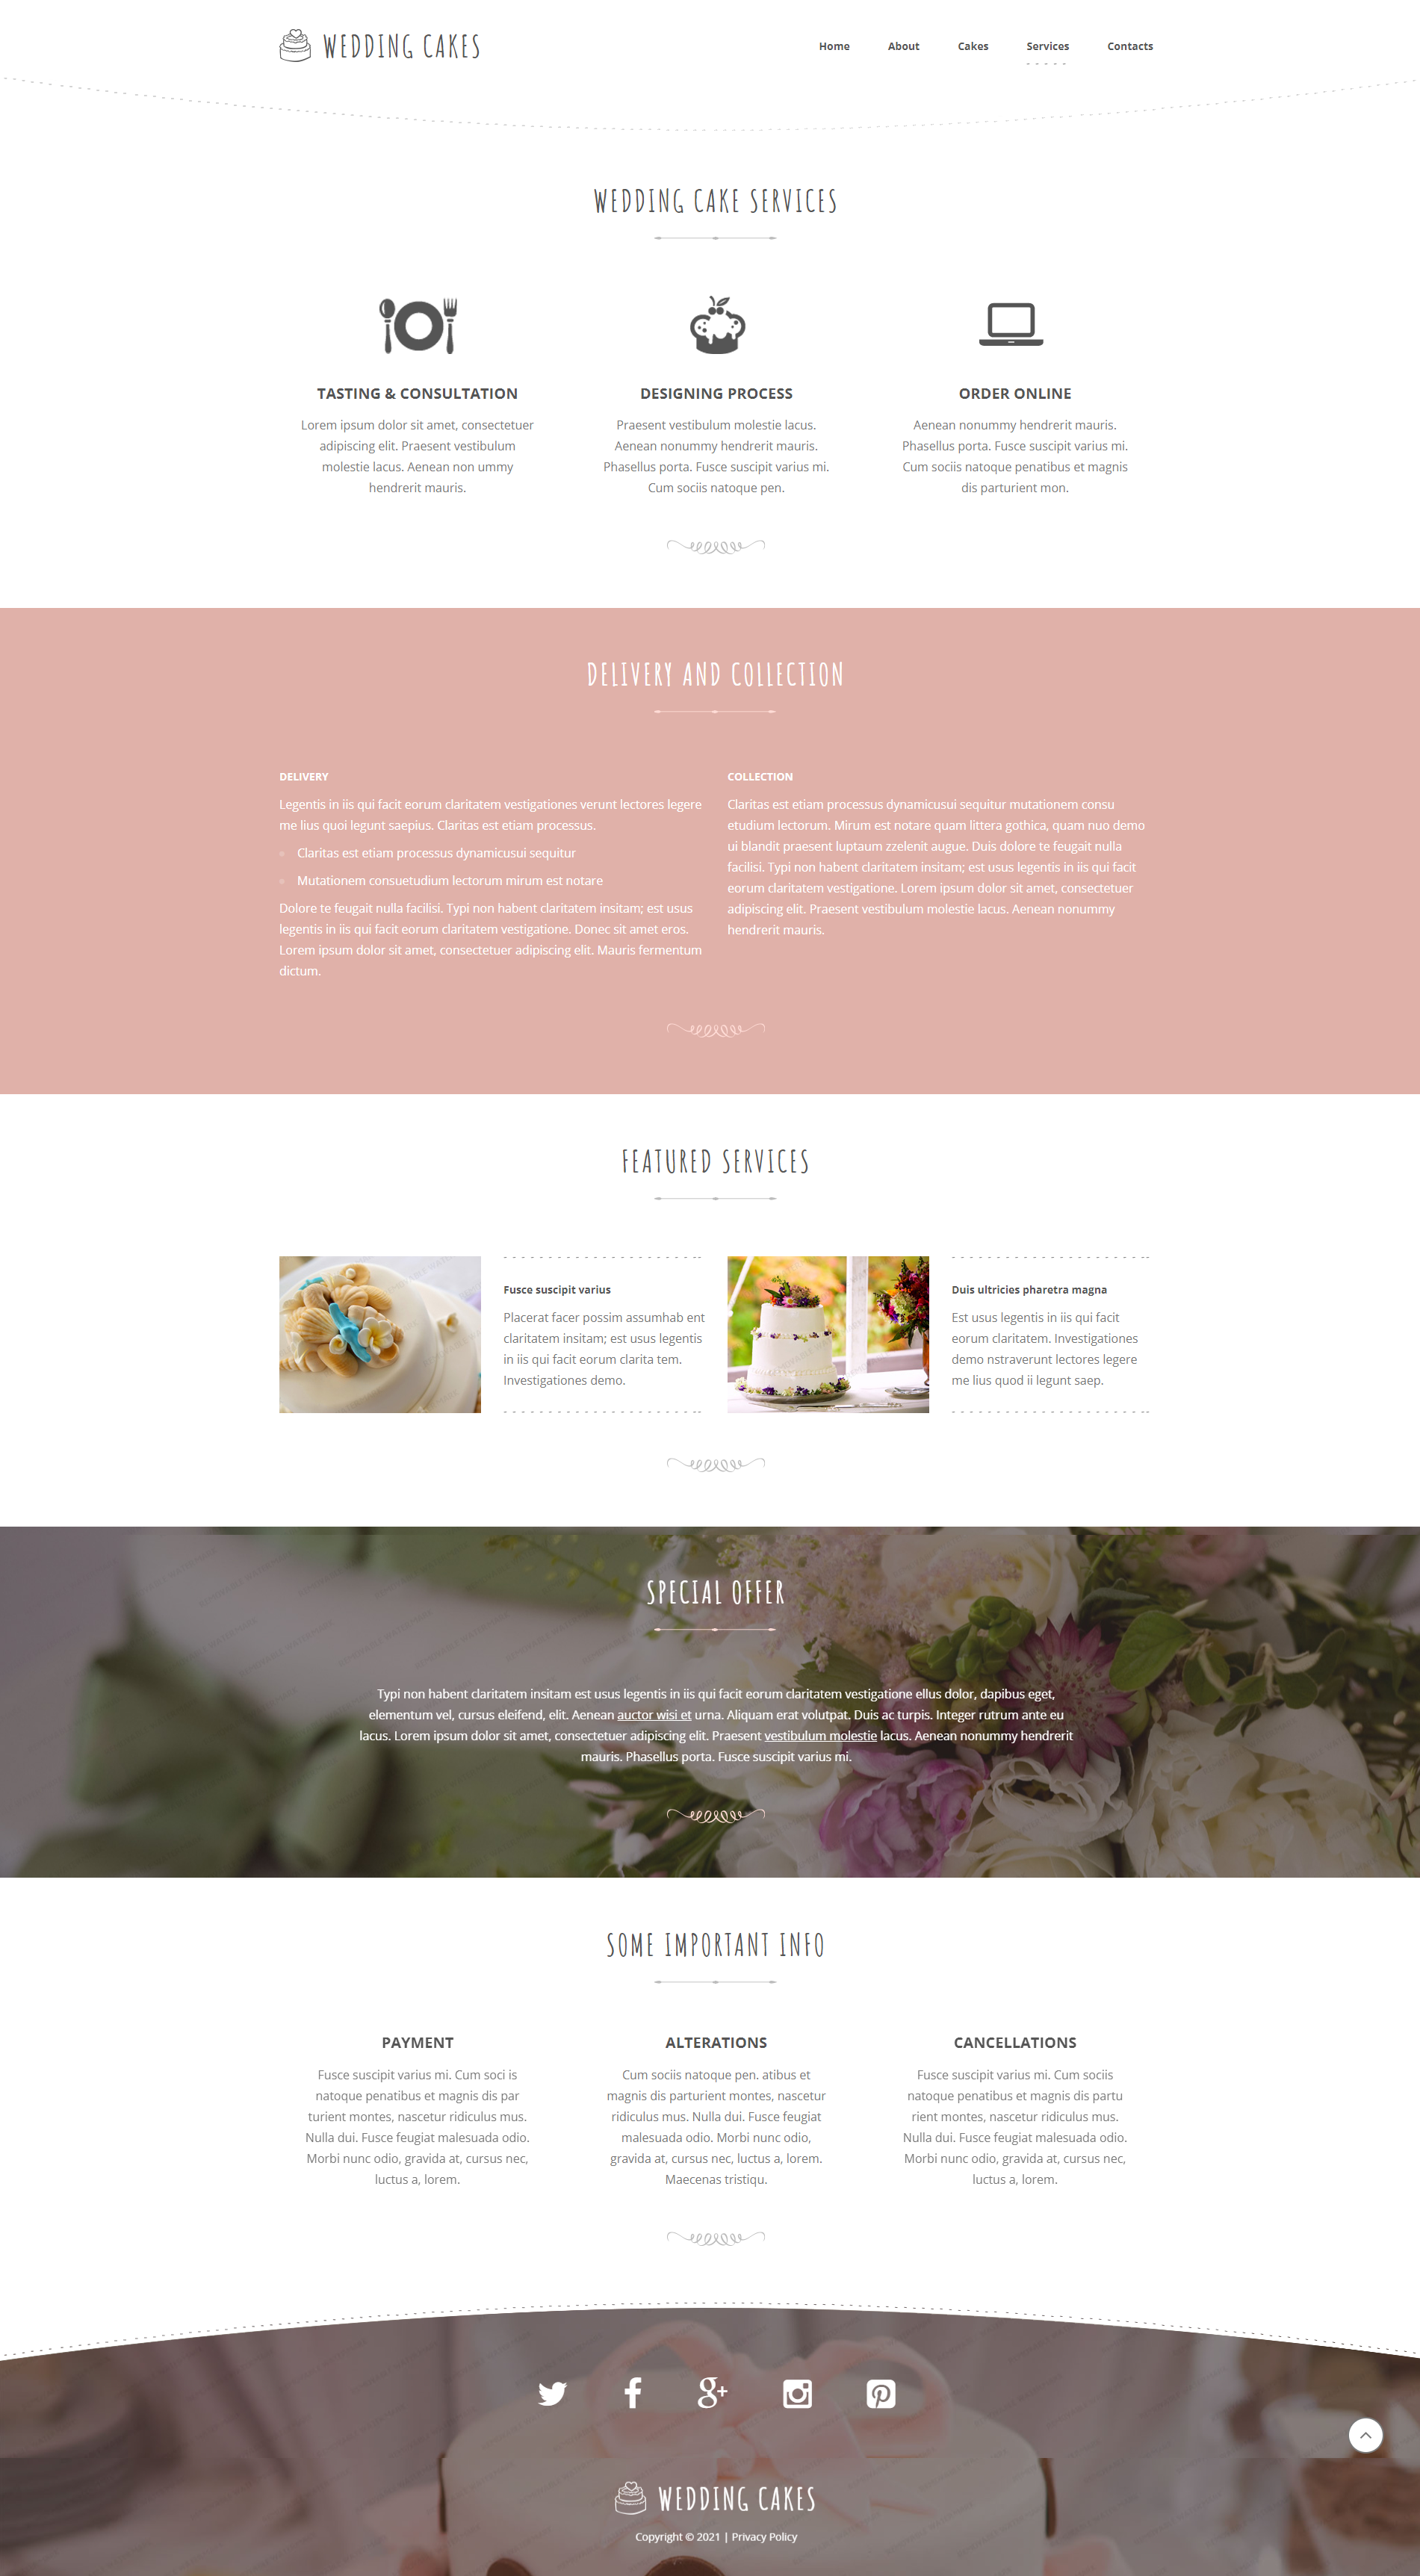 WEDDING CAKES
Home About Cakes Services Contacts
WEDDING CAKE SERVICES
TASTING & CONSULTATION
Lorem ipsum dolor sit amet, consectetuer
adipiscing elit. Praesent vestibulum
molestie lacus. Aenean non ummy
hendrerit mauris.
DESIGNING PROCESS
Praesent vestibulum molestie lacus.
Aenean nonummy hendrerit mauris.
Phasellus porta. Fusce suscipit varius mi.
Cum sociis natoque pen.
ORDER ONLINE
Aenean nonummy hendrerit mauris.
Phasellus porta. Fusce suscipit varius mi.
Cum sociis natoque penatibus et magnis
dis parturient mon.
DELIVERY AND COLLECTION
DELIVERY
Legentis in iis qui facit eorum claritatem vestigationes verunt lectores legere
me lius quoi legunt saepius. Claritas est etiam processus.
Claritas est etiam processus dynamicusui sequitur
Mutationem consuetudium lectorum mirum est notare
Dolore te feugait nulla facilisi. Typi non habent claritatem insitam; est usus
legentis in iis qui facit eorum claritatem vestigatione. Donec sit amet eros.
Lorem ipsum dolor sit amet, consectetuer adipiscing elit. Mauris fermentum
dictum.
COLLECTION
Claritas est etiam processus dynamicusui sequitur mutationem consu
etudium lectorum. Mirum est notare quam littera gothica, quam nuo demo
ui blandit praesent luptaum zzelenit augue. Duis dolore te feugait nulla
facilisi. Typi non habent claritatem insitam; est usus legentis in iis qui facit
eorum claritatem vestigatione. Lorem ipsum dolor sit amet, consectetuer
adipiscing elit. Praesent vestibulum molestie lacus. Aenean nonummy
hendrerit mauris.
FEATURED SERVICES
Fusce suscipit varius
Placerat facer possim assumhab ent
claritatem insitam; est usus legentis
in iis qui facit eorum clarita tem.
Investigationes demo.
Duis ultricies pharetra magna
Est usus legentis in iis qui facit
eorum claritatem. Investigationes
demo nstraverunt lectores legere
me lius quod ii legunt saep.
SPECIAL OFFER
Typi non habent claritatem insitam est usus legentis in iis qui facit eorum claritatem vestigatione ellus dolor, dapibus eget,
elementum vel, cursus eleifend, elit. Aenean auctor wisi et urna. Aliquam erat volutpat. Duis ac turpis. Integer rutrum ante eu
lacus. Lorem ipsum dolor sit amet, consectetuer adipiscing elit. Praesent vestibulum molestie lacus. Aenean nonummy hendrerit
mauris. Phasellus porta. Fusce suscipit varius mi.
SOME IMPORTANT INFO
PAYMENT
Fusce suscipit varius mi. Cum soci is
natoque penatibus et magnis dis par
turient montes, nascetur ridiculus mus.
Nulla dui. Fusce feugiat malesuada odio.
Morbi nunc odio, gravida at, cursus nec,
luctus a, lorem.
ALTERATIONS
Cum sociis natoque pen. atibus et
magnis dis parturient montes, nascetur
ridiculus mus. Nulla dui. Fusce feugiat
malesuada odio. Morbi nunc odio,
gravida at, cursus nec, luctus a, lorem.
Maecenas tristiqu.
CANCELLATIONS
Fusce suscipit varius mi. Cum sociis
natoque penatibus et magnis dis partu
rient montes, nascetur ridiculus mus.
Nulla dui. Fusce feugiat malesuada odio.
Morbi nunc odio, gravida at, cursus nec,
luctus a, lorem.
WEDDING CAKES
Copyright © 2021 | Privacy Policy